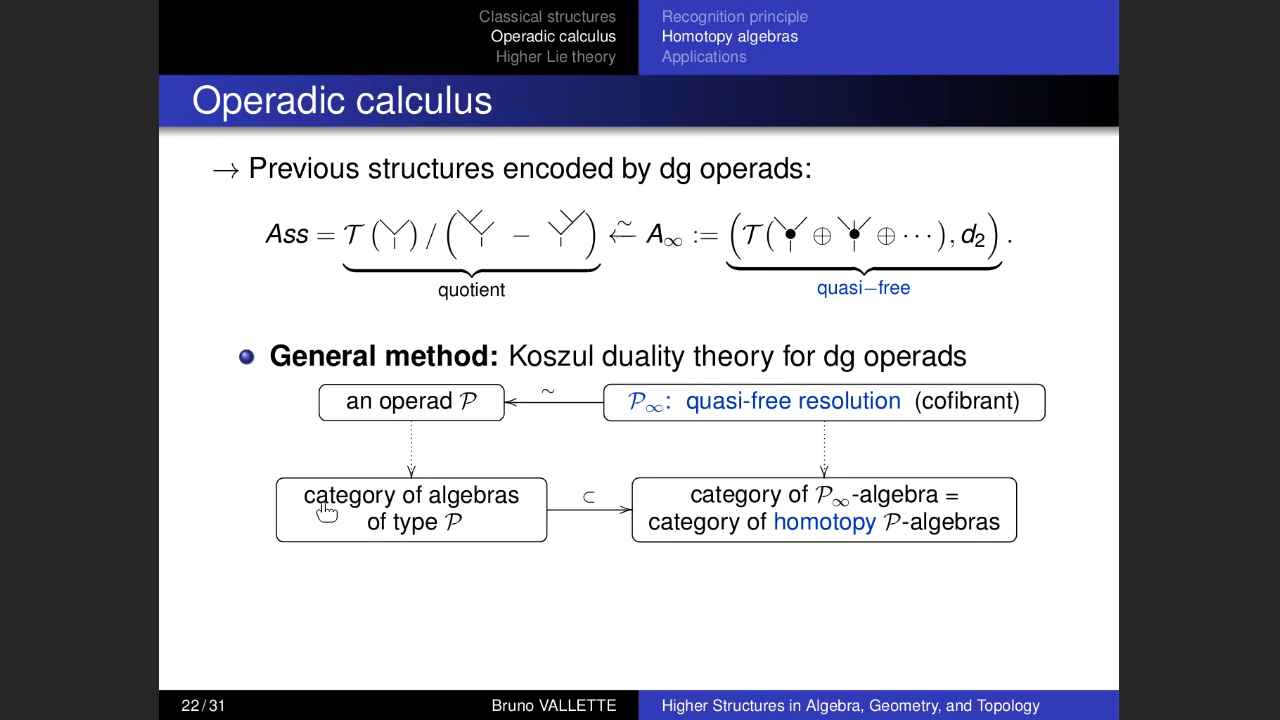 Classical structures
Operadic calculus
Higher Lie theory
Recognition principle
Homotopy algebras
Applications
Operadic calculus
→ Previous structures encoded by dg operads:
Ass = 𝒯 ( ) / ( − ) ←∼ A∞ := (𝒯( ⊕ ⊕ ⋯), d₂).
quotient
quasi−free
General method: Koszul duality theory for dg operads
an operad 𝒫
∼
𝒫∞: quasi-free resolution (cofibrant)
category of algebras
of type 𝒫
⊂
category of 𝒫∞-algebra =
category of homotopy 𝒫-algebras
22/31
Bruno VALLETTE
Higher Structures in Algebra, Geometry, and Topology